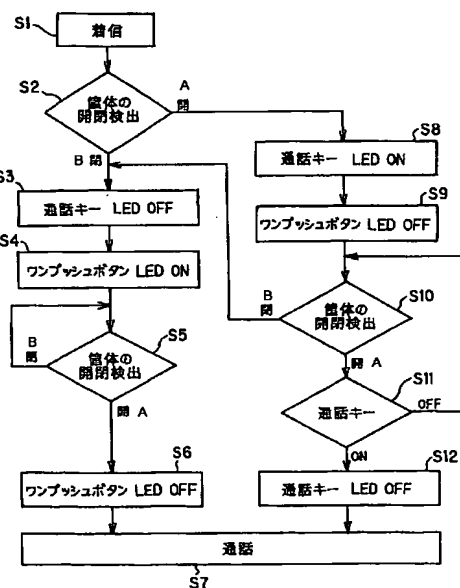 S1
着信
S2
筐体の
開閉検出
A
開
B 閉
S3
通話キー LED OFF
S4
ワンプッシュボタン LED ON
B
閉
S5
筐体の
開閉検出
開 A
S6
ワンプッシュボタン LED OFF
S8
通話キー LED ON
S9
ワンプッシュボタン LED OFF
B
閉
S10
筐体の
開閉検出
開 A
S11
通話キー
OFF
ON
S12
通話キー LED OFF
通話
S7